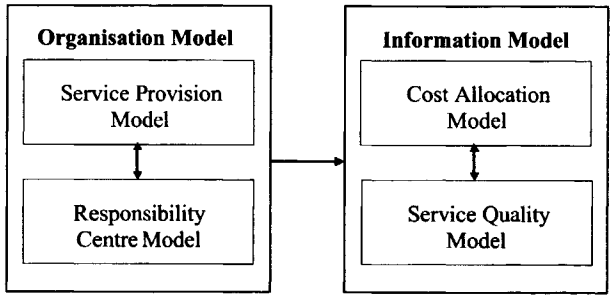 Organisation Model
Service Provision
Model
Responsibility
Centre Model
Information Model
Cost Allocation
Model
Service Quality
Model